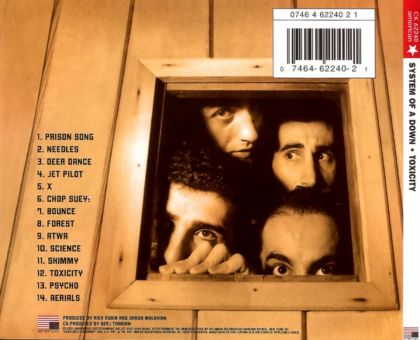 0746 4 62240 2 1
0 7464-62240-2 1
CK 62240
american
SYSTEM OF A DOWN • TOXICITY
1. PRISON SONG
2. NEEDLES
3. DEER DANCE
4. JET PILOT
5. X
6. CHOP SUEY!
7. BOUNCE
8. FOREST
9. ATWA
10. SCIENCE
11. SHIMMY
12. TOXICITY
13. PSYCHO
14. AERIALS
PRODUCED BY RICK RUBIN AND DARON MALAKIAN
CO PRODUCED BY SERJ TANKIAN